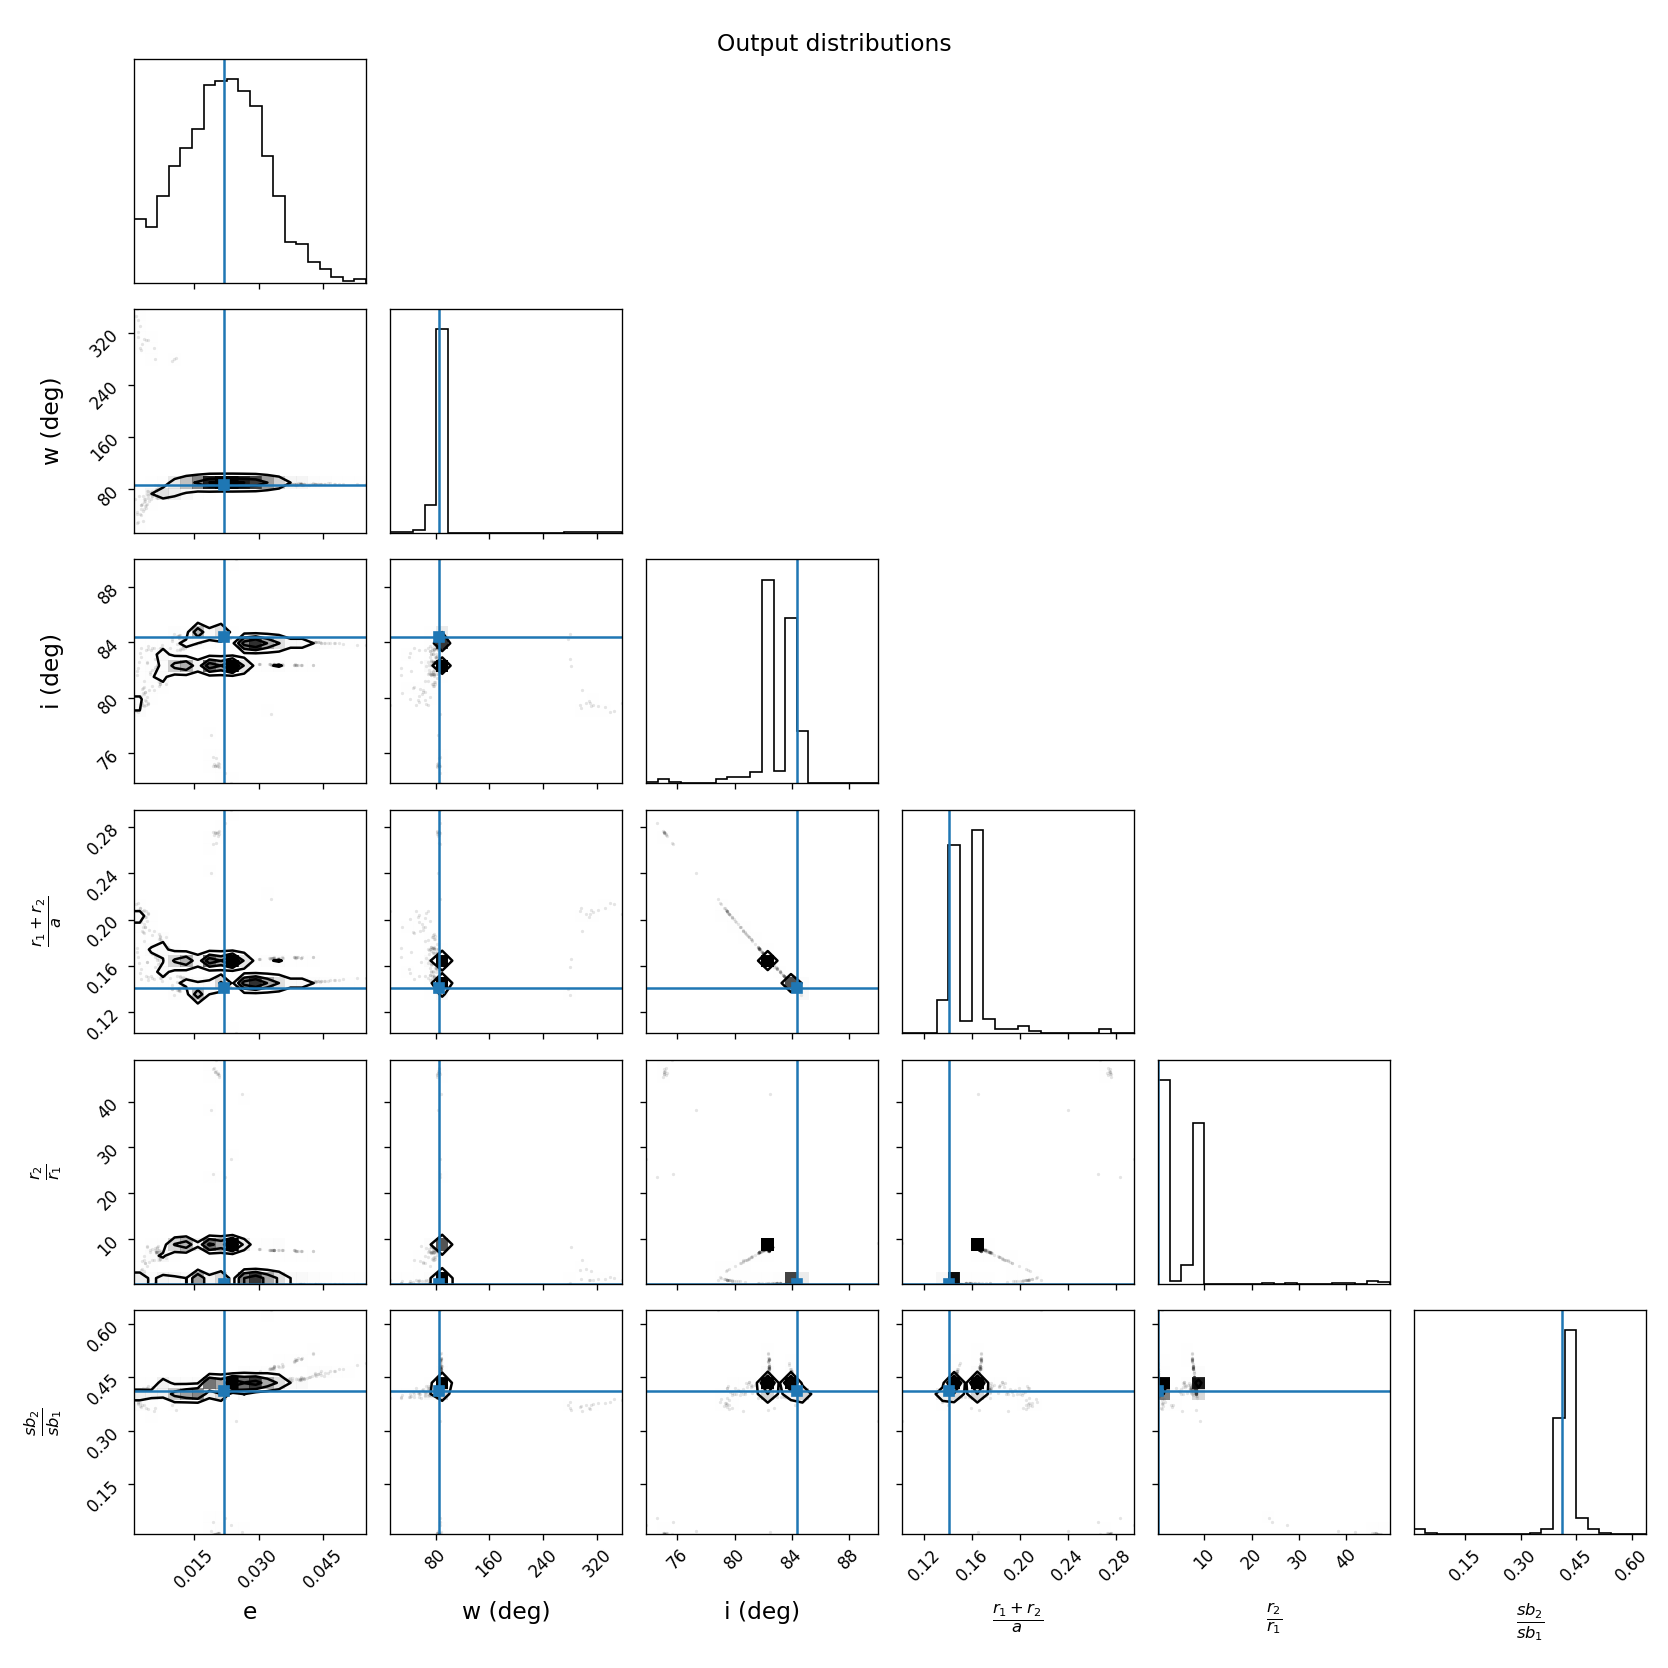 Output distributions
320
240
160
80
w (deg)
88
84
80
76
i (deg)
0.28
0.24
0.20
0.16
0.12
r₁ + r₂
a
40
30
20
10
r₂
r₁
0.60
0.45
0.30
0.15
sb₂
sb₁
0.015 0.030 0.045 80 160 240 320 76 80 84 88 0.12 0.16 0.20 0.24 0.28 10 20 30 40 0.15 0.30 0.45 0.60
e w (deg) i (deg) r₁ + r₂ r₂ sb₂
a r₁ sb₁